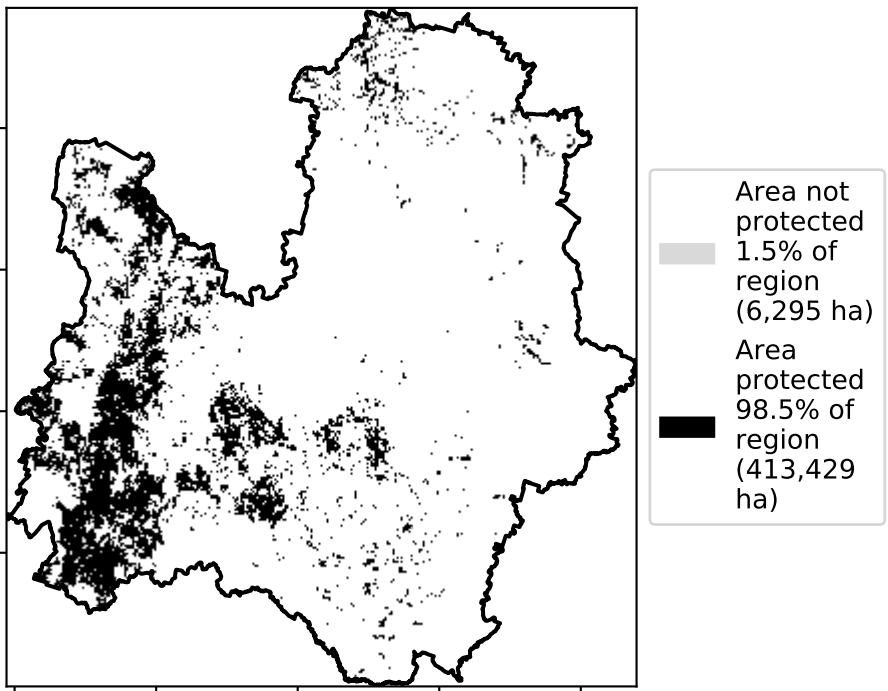 Area not
protected
1.5% of
region
(6,295 ha)
Area
protected
98.5% of
region
(413,429
ha)